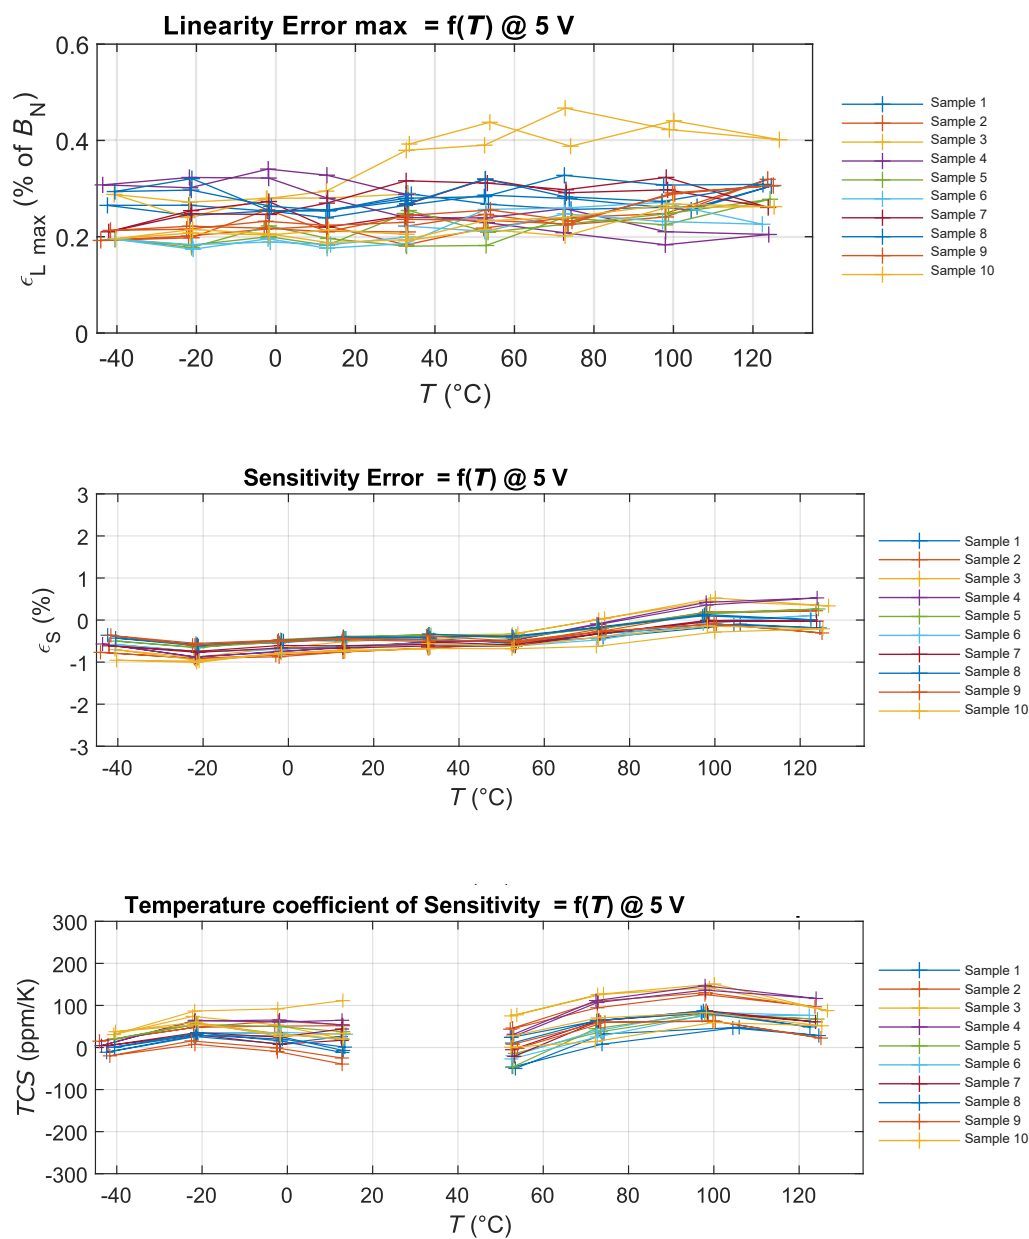 Linearity Error max = f(T) @ 5 V
0.6
0.4
0.2
0
ϵL max (% of BN)
-40 -20 0 20 40 60 80 100 120
T (°C)
Sample 1
Sample 2
Sample 3
Sample 4
Sample 5
Sample 6
Sample 7
Sample 8
Sample 9
Sample 10
Sensitivity Error = f(T) @ 5 V
3
2
1
0
-1
-2
-3
ϵS (%)
-40 -20 0 20 40 60 80 100 120
T (°C)
Sample 1
Sample 2
Sample 3
Sample 4
Sample 5
Sample 6
Sample 7
Sample 8
Sample 9
Sample 10
Temperature coefficient of Sensitivity = f(T) @ 5 V
300
200
100
0
-100
-200
-300
TCS (ppm/K)
-40 -20 0 20 40 60 80 100 120
T (°C)
Sample 1
Sample 2
Sample 3
Sample 4
Sample 5
Sample 6
Sample 7
Sample 8
Sample 9
Sample 10